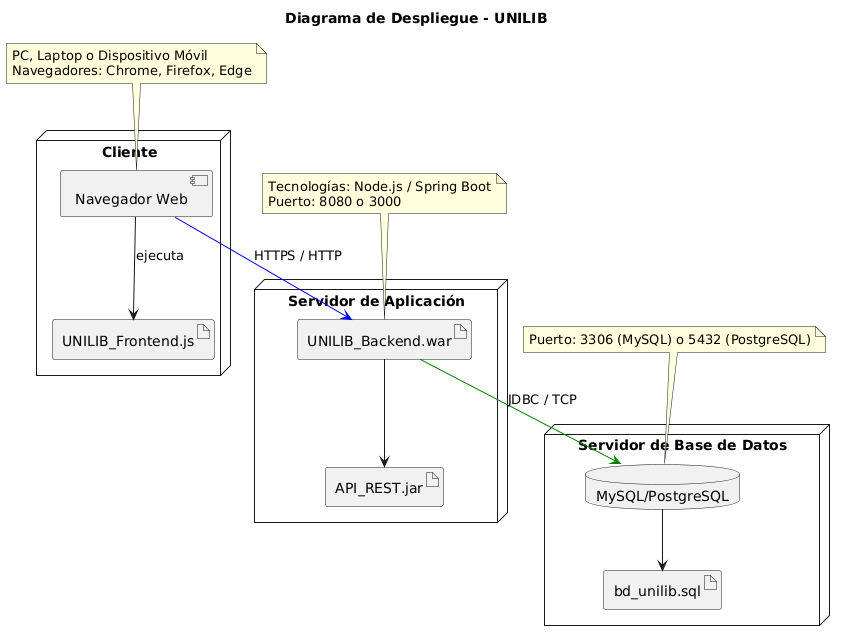 Diagrama de Despliegue - UNILIB
PC, Laptop o Dispositivo Móvil
Navegadores: Chrome, Firefox, Edge
Cliente
Navegador Web
ejecuta
UNILIB_Frontend.js
HTTPS / HTTP
Tecnologías: Node.js / Spring Boot
Puerto: 8080 o 3000
Servidor de Aplicación
UNILIB_Backend.war
API_REST.jar
JDBC / TCP
Puerto: 3306 (MySQL) o 5432 (PostgreSQL)
Servidor de Base de Datos
MySQL/PostgreSQL
bd_unilib.sql